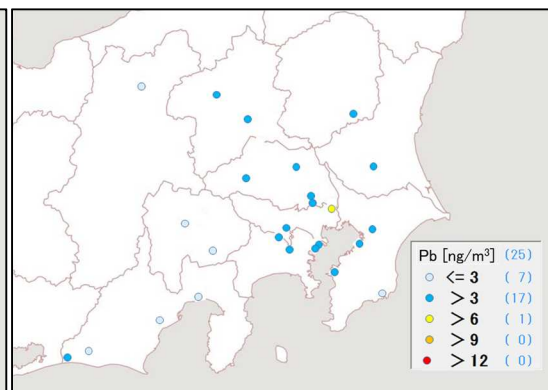 Pb [ng/m³] (25)
<= 3 ( 7)
> 3 (17)
> 6 ( 1)
> 9 ( 0)
> 12 ( 0)